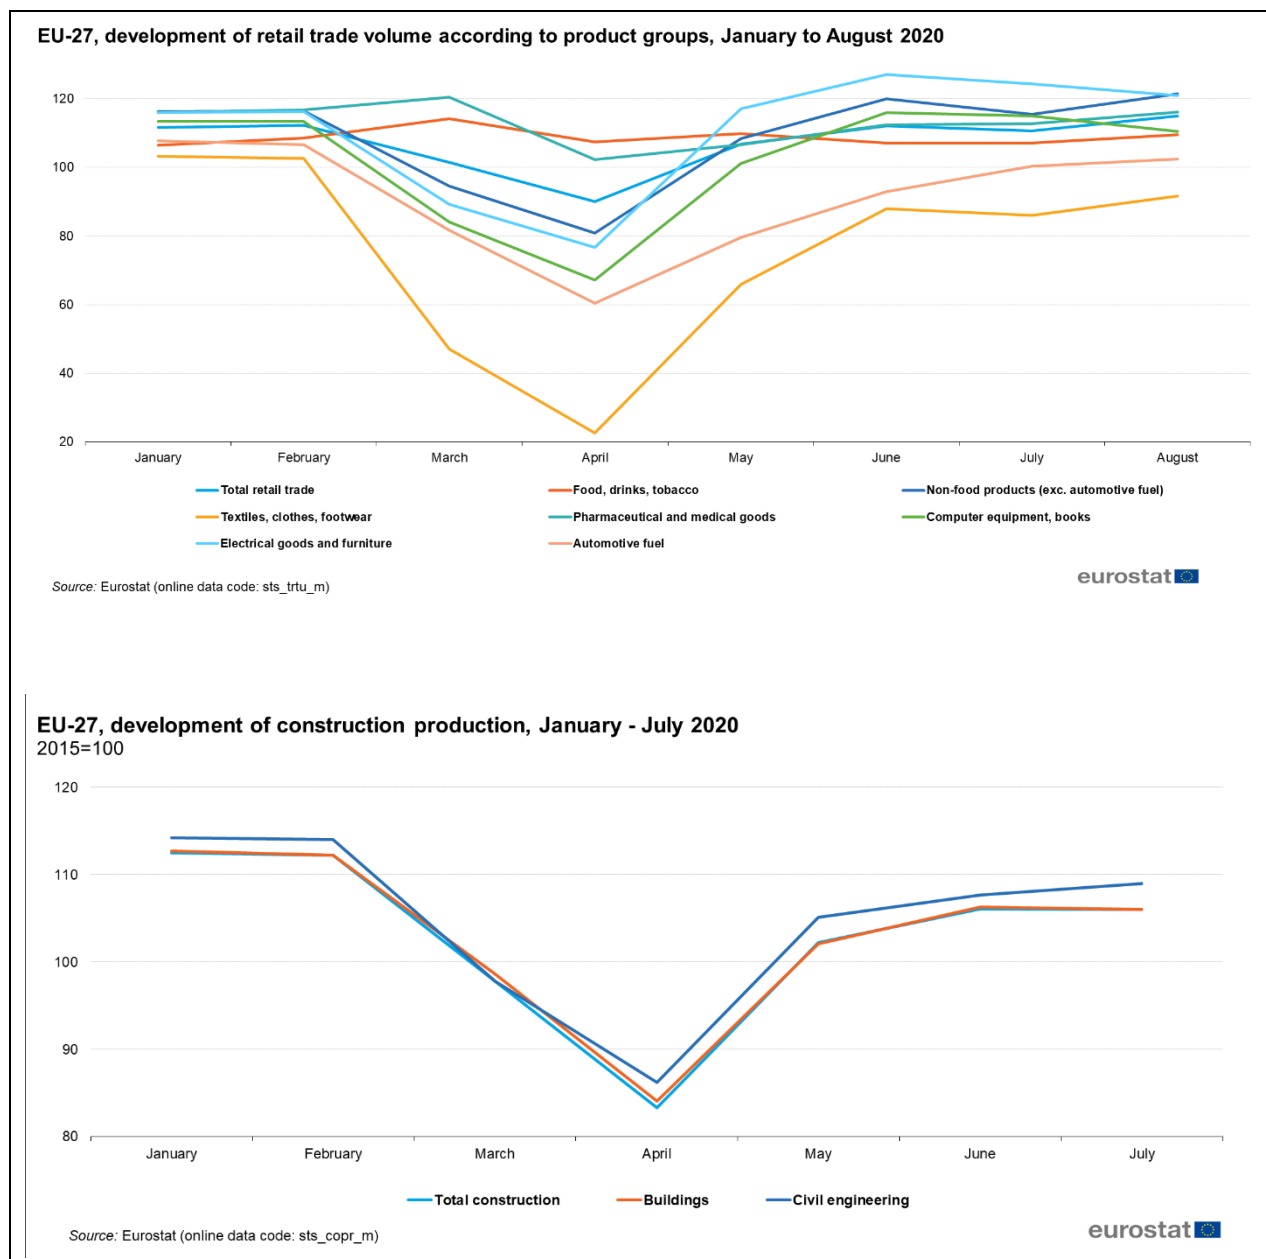 EU-27, development of retail trade volume according to product groups, January to August 2020
120
100
80
60
40
20
January February March April May June July August
Total retail trade Food, drinks, tobacco Non-food products (exc. automotive fuel)
Textiles, clothes, footwear Pharmaceutical and medical goods Computer equipment, books
Electrical goods and furniture Automotive fuel
Source: Eurostat (online data code: sts_trtu_m)
eurostat
EU-27, development of construction production, January - July 2020
2015=100
120
110
100
90
80
January February March April May June July
Total construction Buildings Civil engineering
Source: Eurostat (online data code: sts_copr_m)
eurostat